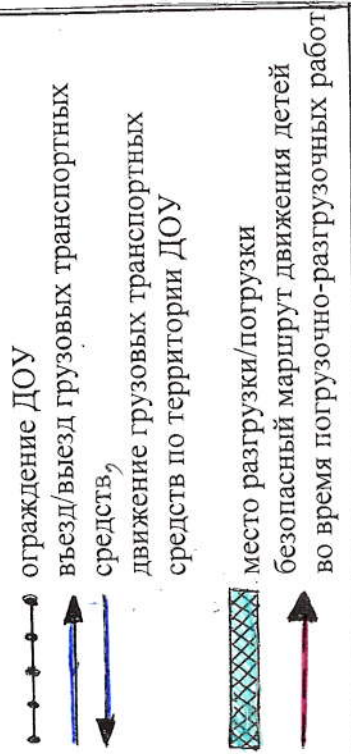 ограждение ДОУ
въезд/выезд грузовых транспортных
средств,
движение грузовых транспортных
средств по территории ДОУ
место разгрузки/погрузки
безопасный маршрут движения детей
во время погрузочно-разгрузочных работ